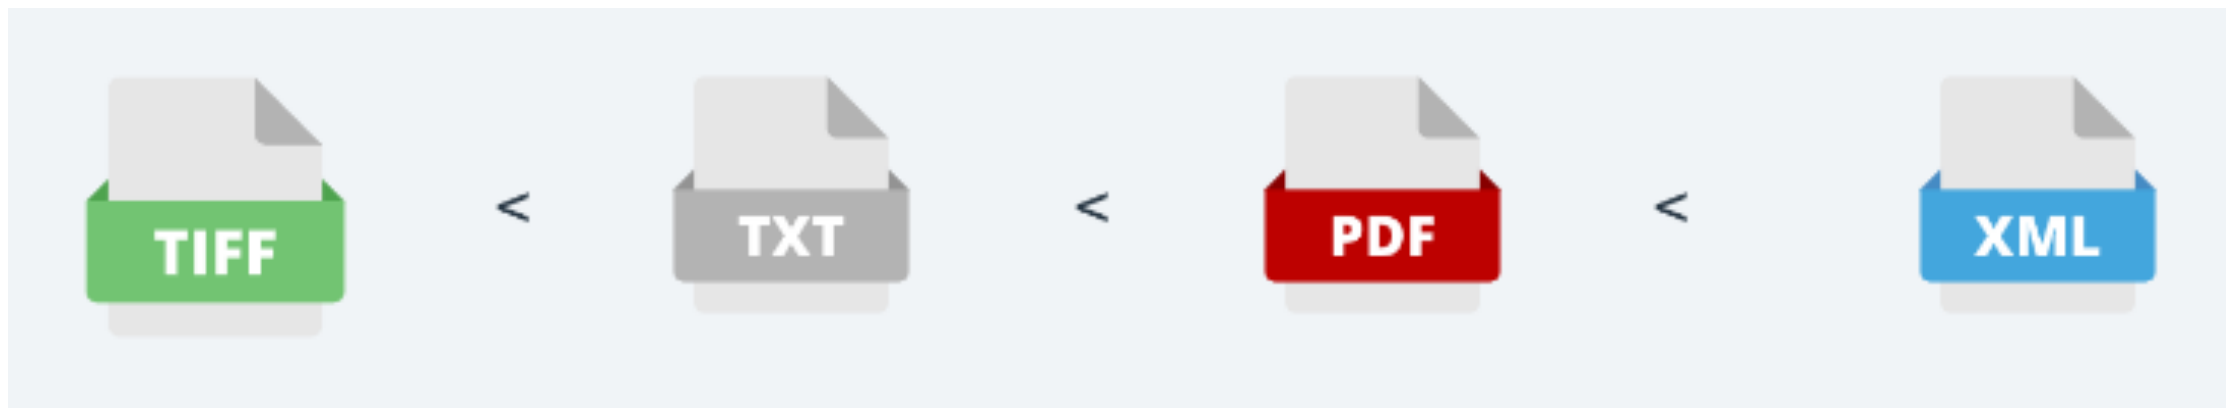 TIFF < TXT < PDF < XML